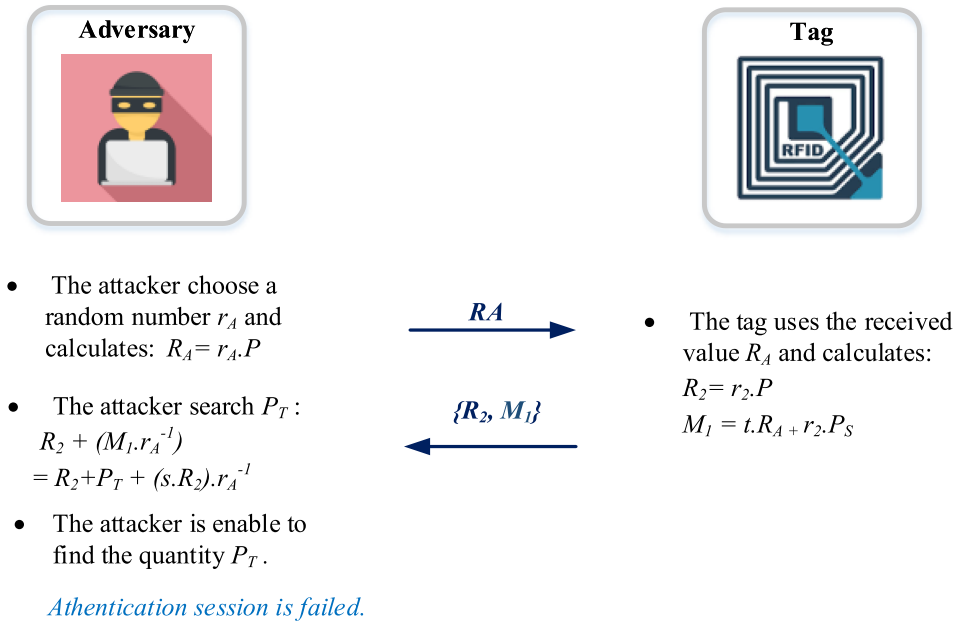 Adversary
Tag
RFID
• The attacker choose a
random number r_A and
calculates: R_A= r_A.P
RA
• The tag uses the received
value R_A and calculates:
R_2= r_2.P
M_1 = t.R_A + r_2.P_S
• The attacker search P_T :
R_2 + (M_1.r_A^-1)
= R_2+P_T + (s.R_2).r_A^-1
{R_2, M_1}
• The attacker is enable to
find the quantity P_T .
Athentication session is failed.